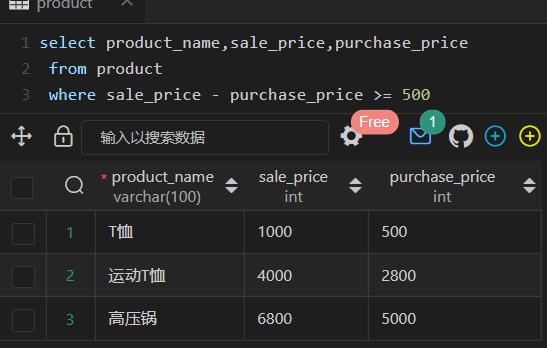 product
1 select product_name,sale_price,purchase_price
2 from product
3 where sale_price - purchase_price >= 500
输入以搜索数据 Free 1
* product_name sale_price purchase_price
varchar(100) int int
1 T恤 1000 500
2 运动T恤 4000 2800
3 高压锅 6800 5000